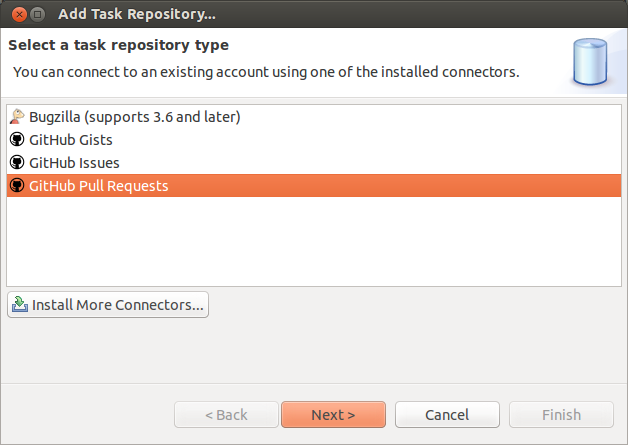 Add Task Repository...
Select a task repository type
You can connect to an existing account using one of the installed connectors.
Bugzilla (supports 3.6 and later)
GitHub Gists
GitHub Issues
GitHub Pull Requests
Install More Connectors...
< Back
Next >
Cancel
Finish